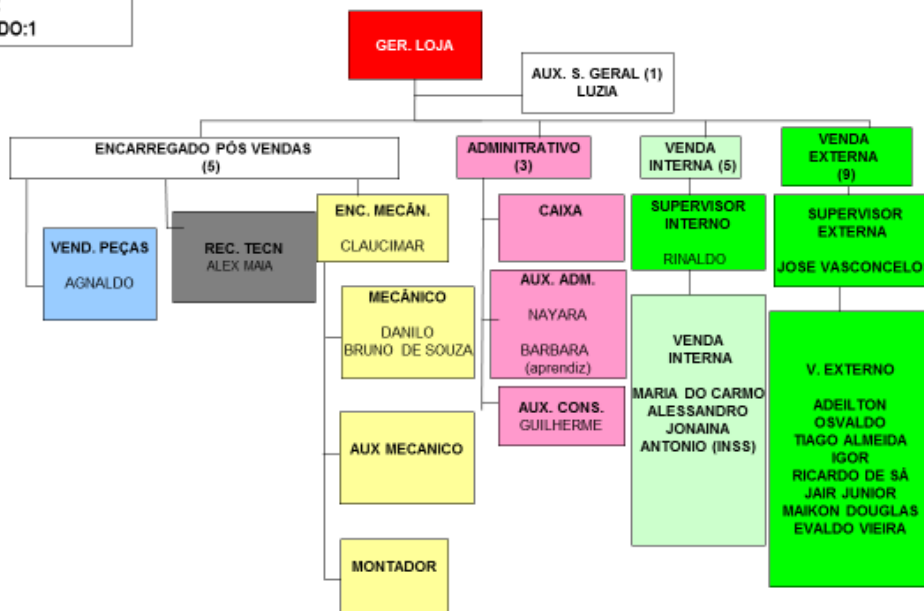 DO:1
GER. LOJA
AUX. S. GERAL (1)
LUZIA
ENCARREGADO PÓS VENDAS
(5)
ADMINITRATIVO
(3)
VENDA
INTERNA (5)
VENDA
EXTERNA
(9)
VEND. PEÇAS
AGNALDO
REC. TECN
ALEX MAIA
ENC. MECÂN.
CLAUCIMAR
MECÂNICO
DANILO
BRUNO DE SOUZA
AUX MECANICO
MONTADOR
CAIXA
AUX. ADM.
NAYARA
BARBARA
(aprendiz)
AUX. CONS.
GUILHERME
SUPERVISOR
INTERNO
RINALDO
VENDA
INTERNA
MARIA DO CARMO
ALESSANDRO
JONAINA
ANTONIO (INSS)
SUPERVISOR
EXTERNA
JOSE VASCONCELO
V. EXTERNO
ADEILTON
OSVALDO
TIAGO ALMEIDA
IGOR
RICARDO DE SÁ
JAIR JUNIOR
MAIKON DOUGLAS
EVALDO VIEIRA